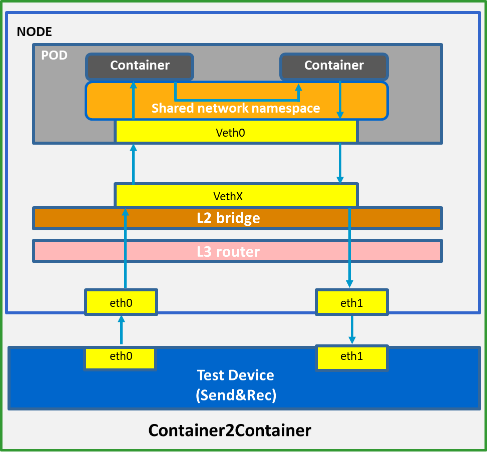 NODE
POD
Container
Container
Shared network namespace
Veth0
VethX
L2 bridge
L3 router
eth0
eth1
eth0
eth1
Test Device
(Send&Rec)
Container2Container